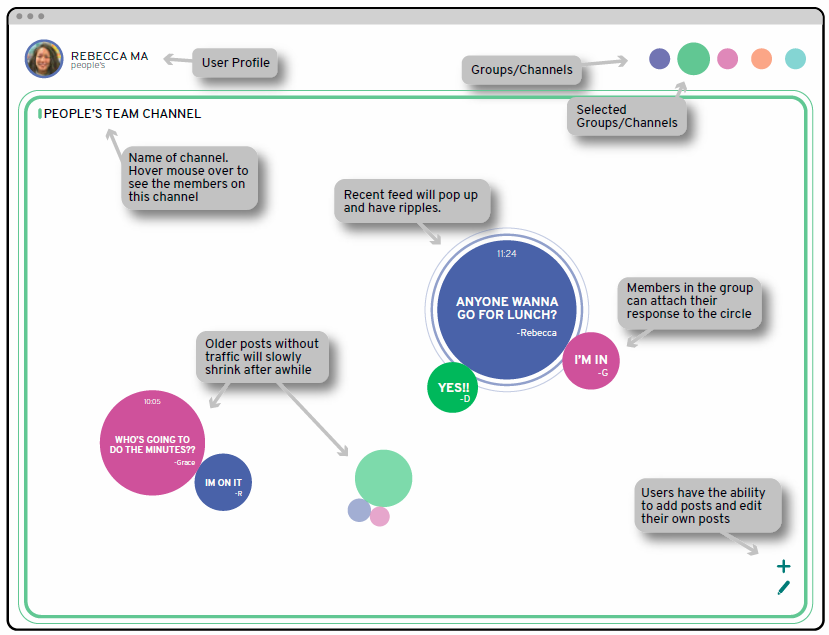 REBECCA MA
people's
User Profile
Groups/Channels
Selected
Groups/Channels
PEOPLE'S TEAM CHANNEL
Name of channel.
Hover mouse over to
see the members on
this channel
Recent feed will pop up
and have ripples.
11:24
ANYONE WANNA
GO FOR LUNCH?
-Rebecca
Members in the group
can attach their
response to the circle
I'M IN
-G
YES!!
-D
Older posts without
traffic will slowly
shrink after awhile
10:05
WHO'S GOING TO
DO THE MINUTES??
-Grace
IM ON IT
-R
Users have the ability
to add posts and edit
their own posts